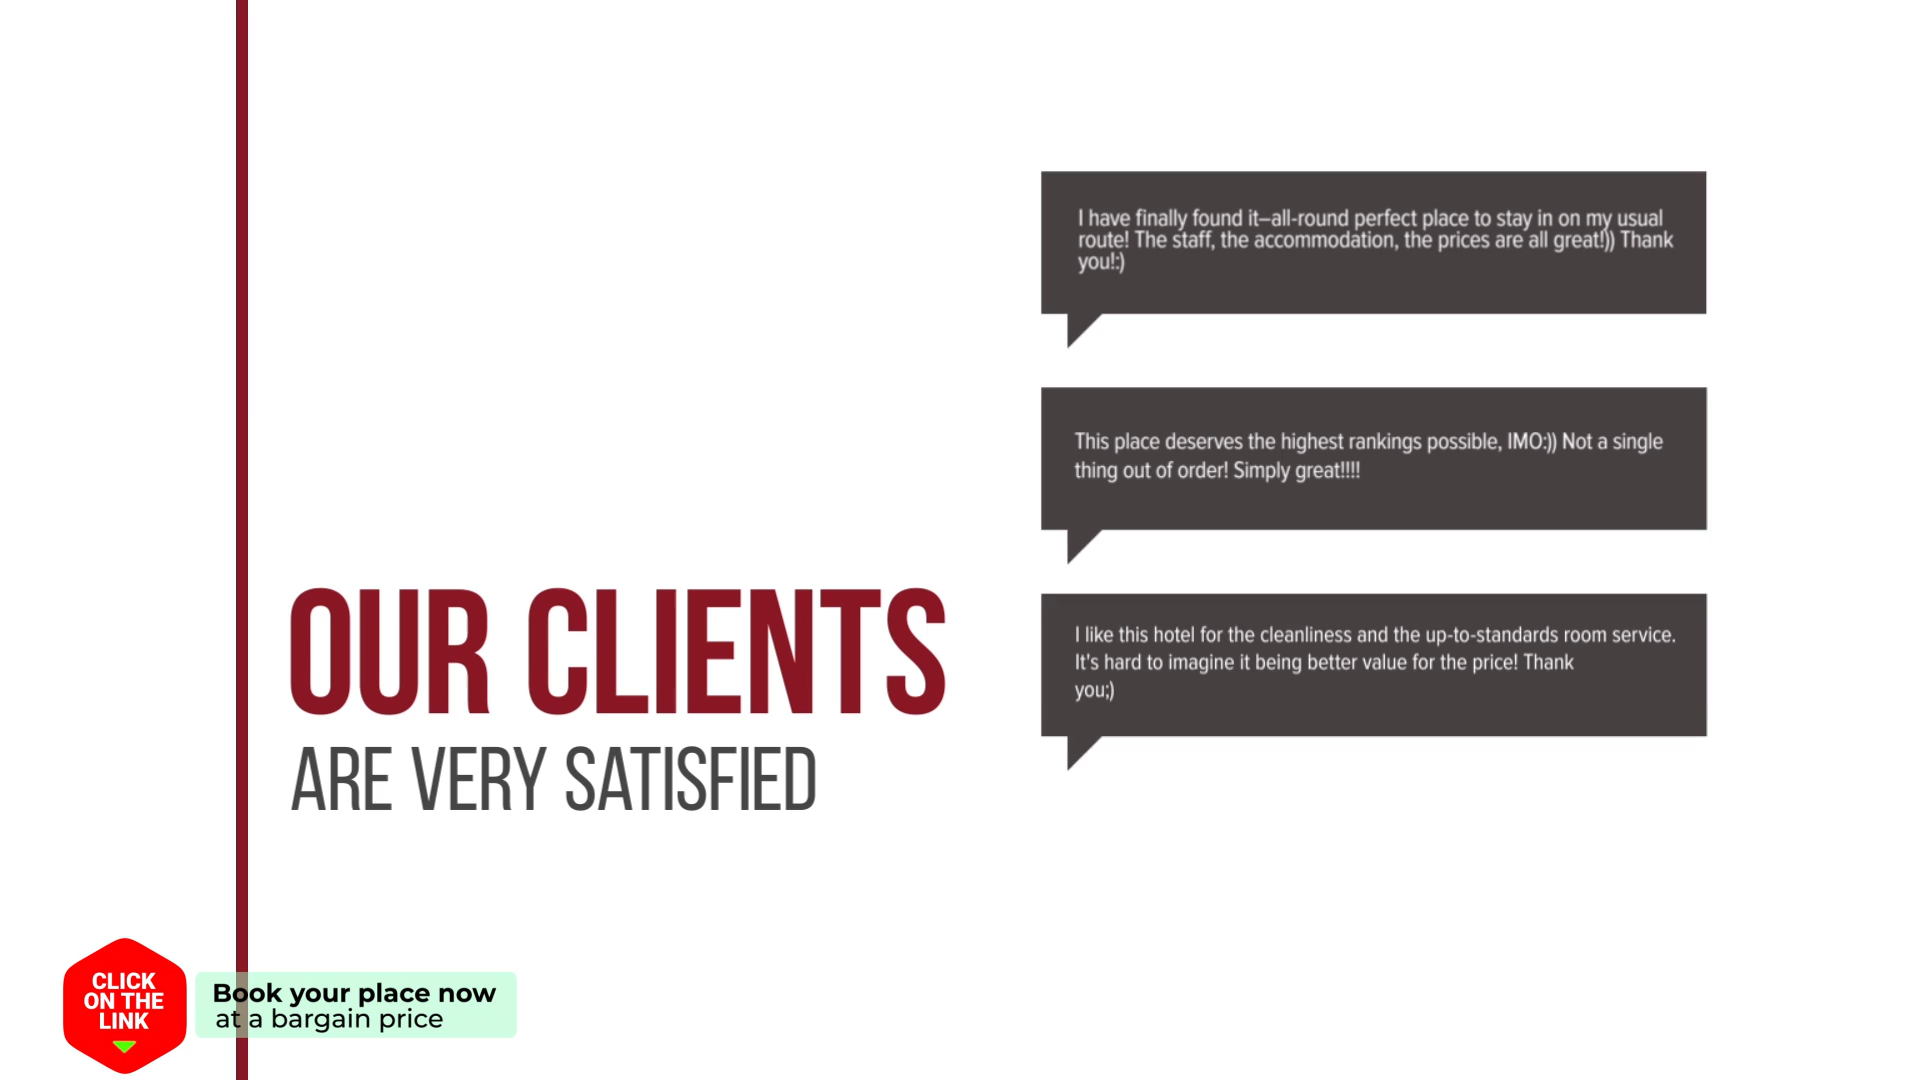 I have finally found it–all-round perfect place to stay in on my usual
route! The staff, the accommodation, the prices are all great!)) Thank
you!:)
This place deserves the highest rankings possible, IMO:)) Not a single
thing out of order! Simply great!!!!
OUR CLIENTS
ARE VERY SATISFIED
I like this hotel for the cleanliness and the up-to-standards room service.
It's hard to imagine it being better value for the price! Thank
you;)
CLICK
ON THE
LINK
Book your place now
at a bargain price